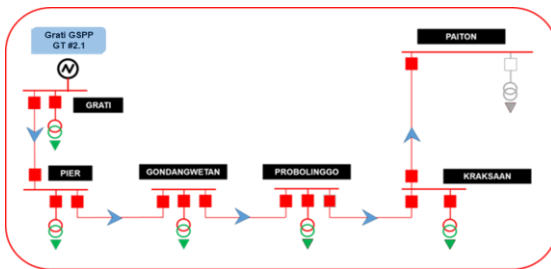 Grati GSPP
GT #2.1
PAITON
GRATI
PIER
GONDANGWETAN
PROBOLINGGO
KRAKSAAN